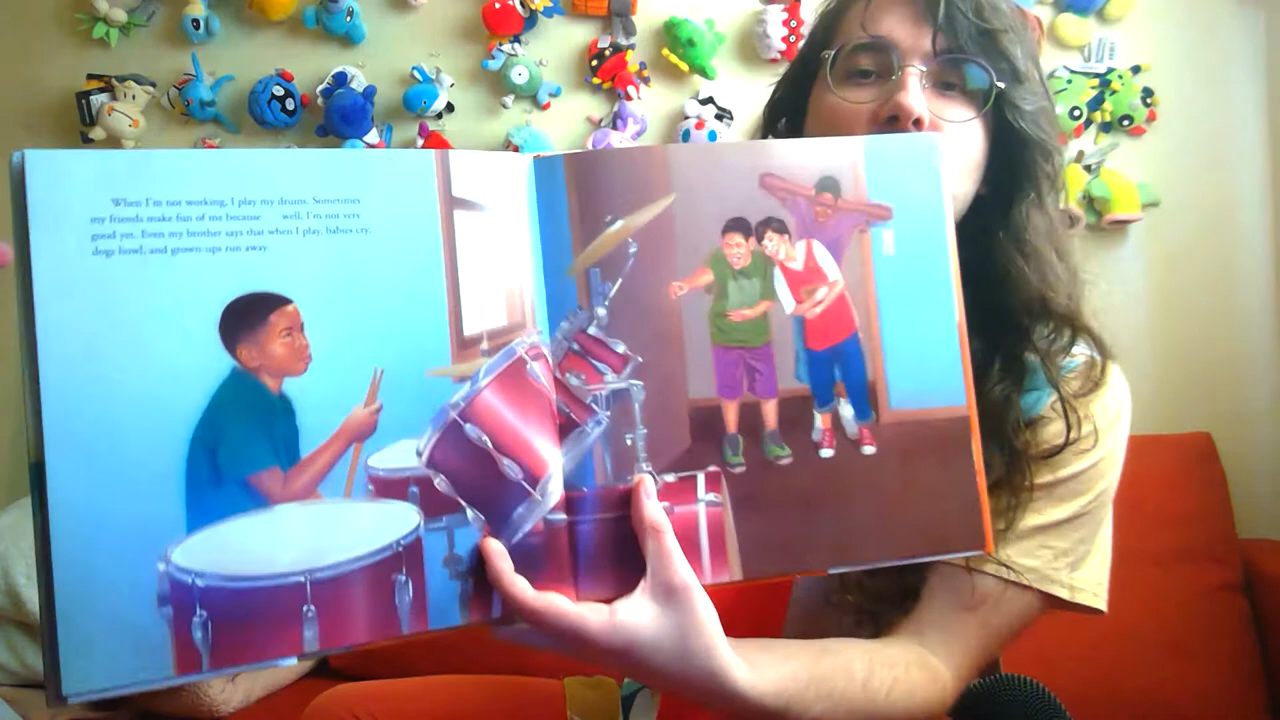 When I'm not working, I play my drums. Sometimes
my friends make fun of me because well, I'm not very
good yet. Even my brother says that when I play, babies cry,
dogs howl, and grown-ups run away.